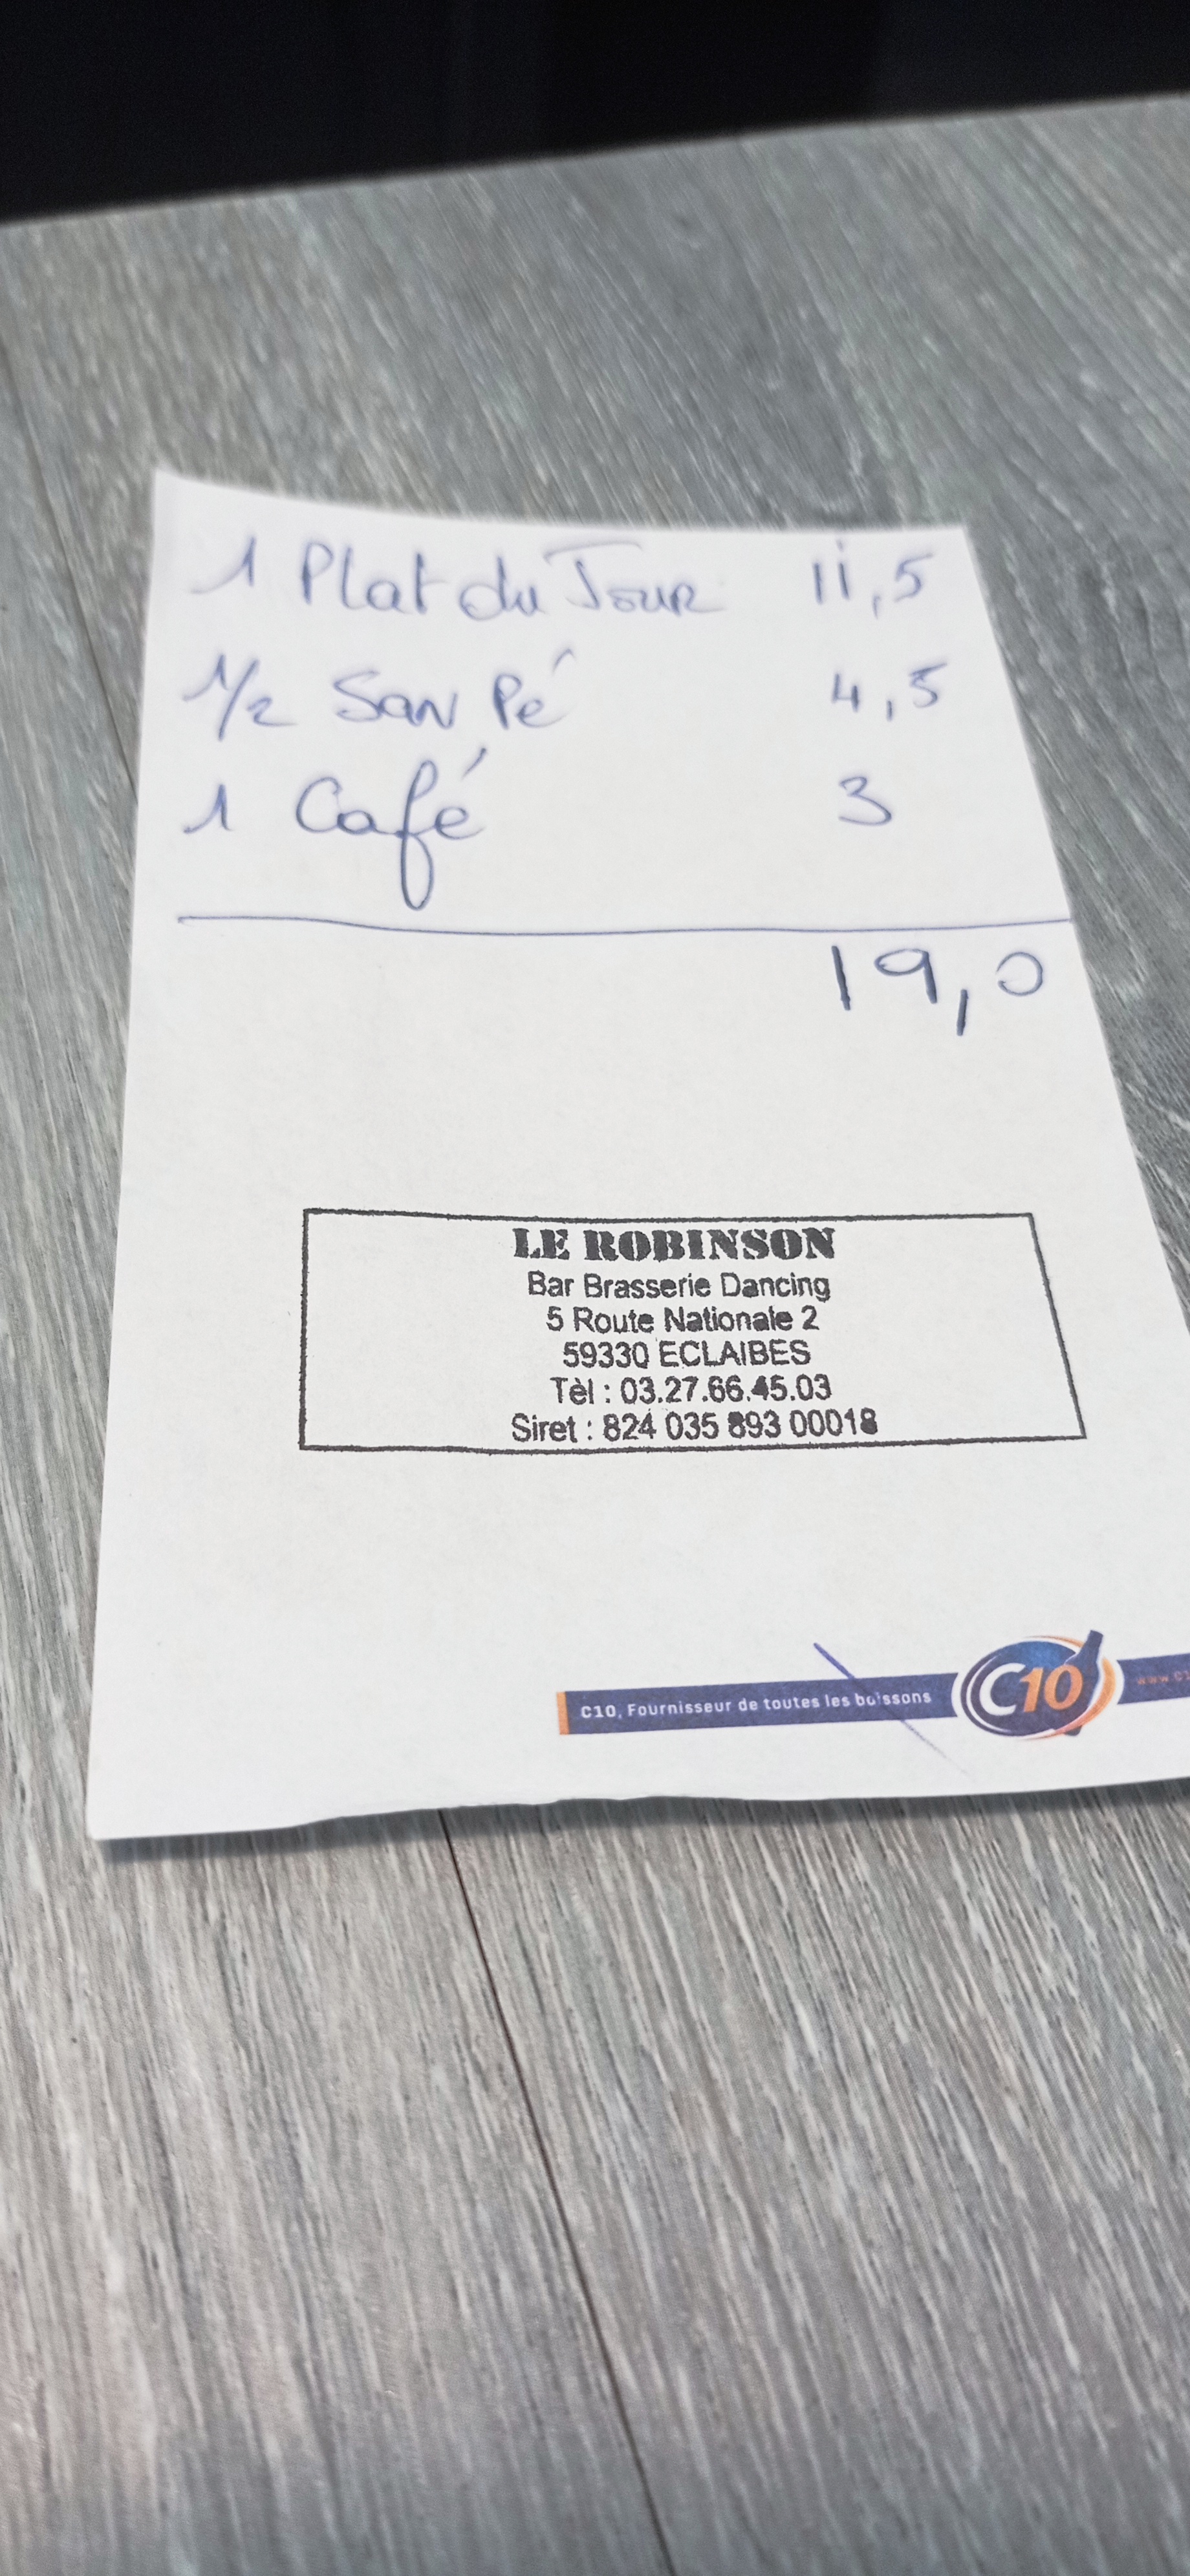 1 Plat du Jour 11,5
1/2 San Pé 4,5
1 Café 3
19,0
LE ROBINSON
Bar Brasserie Dancing
5 Route Nationale 2
59330 ECLAIBES
Tèl : 03.27.66.45.03
Siret : 824 035 893 00018
C10, Fournisseur de toutes les boissons C10